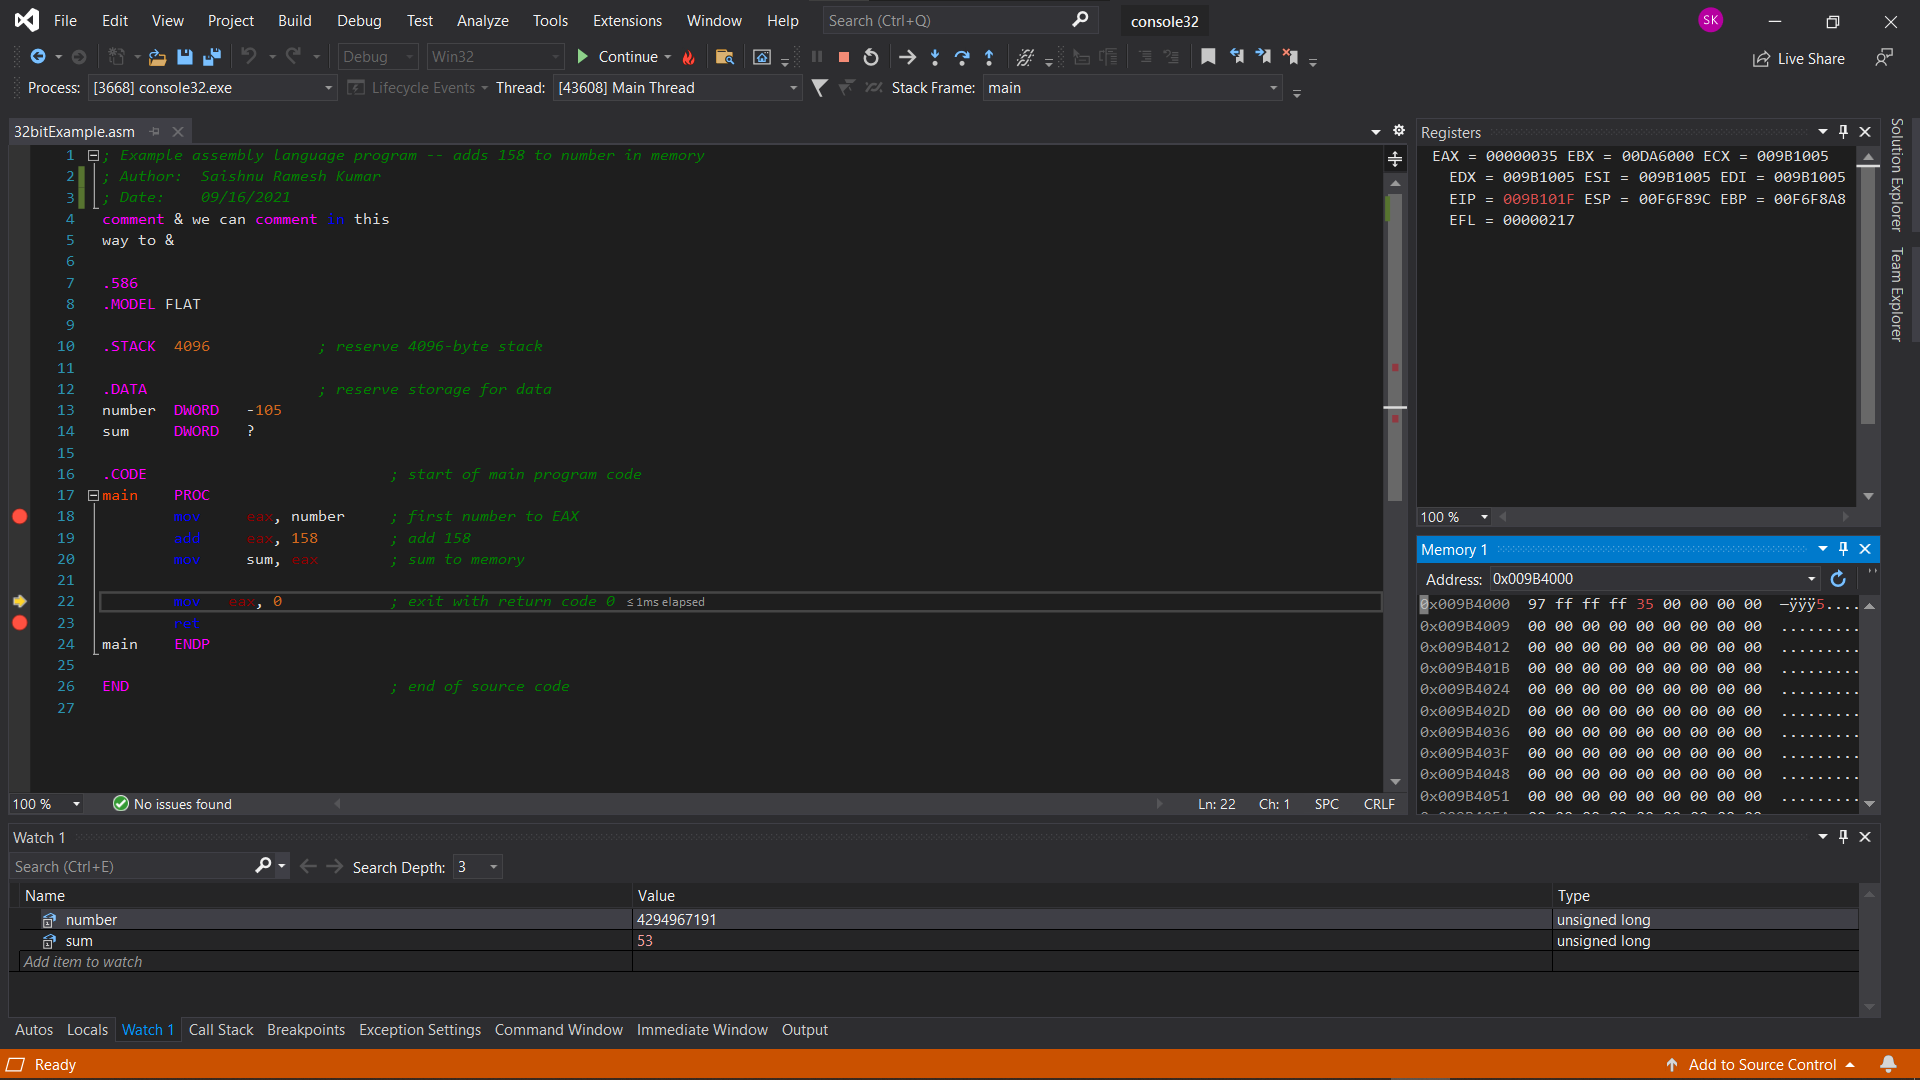 File Edit View Project Build Debug Test Analyze Tools Extensions Window Help Search (Ctrl+Q) console32 SK
Debug Win32 Continue Live Share
Process: [3668] console32.exe Lifecycle Events Thread: [43608] Main Thread Stack Frame: main
32bitExample.asm
1 ; Example assembly language program -- adds 158 to number in memory
2 ; Author:  Saishnu Ramesh Kumar
3 ; Date:    09/16/2021
4 comment & we can comment in this
5 way to &
6
7 .586
8 .MODEL FLAT
9
10 .STACK  4096            ; reserve 4096-byte stack
11
12 .DATA                   ; reserve storage for data
13 number  DWORD   -105
14 sum     DWORD   ?
15
16 .CODE                           ; start of main program code
17 main    PROC
18         mov     eax, number     ; first number to EAX
19         add     eax, 158        ; add 158
20         mov     sum, eax        ; sum to memory
21
22         mov   eax, 0            ; exit with return code 0 ≤1ms elapsed
23         ret
24 main    ENDP
25
26 END                             ; end of source code
27
100 % No issues found Ln: 22 Ch: 1 SPC CRLF
Registers
EAX = 00000035 EBX = 00DA6000 ECX = 009B1005
EDX = 009B1005 ESI = 009B1005 EDI = 009B1005
EIP = 009B101F ESP = 00F6F89C EBP = 00F6F8A8
EFL = 00000217
100 %
Memory 1
Address: 0x009B4000
0x009B4000  97 ff ff ff 35 00 00 00 00  —ÿÿÿ5....
0x009B4009  00 00 00 00 00 00 00 00 00  .........
0x009B4012  00 00 00 00 00 00 00 00 00  .........
0x009B401B  00 00 00 00 00 00 00 00 00  .........
0x009B4024  00 00 00 00 00 00 00 00 00  .........
0x009B402D  00 00 00 00 00 00 00 00 00  .........
0x009B4036  00 00 00 00 00 00 00 00 00  .........
0x009B403F  00 00 00 00 00 00 00 00 00  .........
0x009B4048  00 00 00 00 00 00 00 00 00  .........
0x009B4051  00 00 00 00 00 00 00 00 00  .........
Solution Explorer
Team Explorer
Watch 1
Search (Ctrl+E) Search Depth: 3
Name Value Type
number 4294967191 unsigned long
sum 53 unsigned long
Add item to watch
Autos Locals Watch 1 Call Stack Breakpoints Exception Settings Command Window Immediate Window Output
Ready Add to Source Control